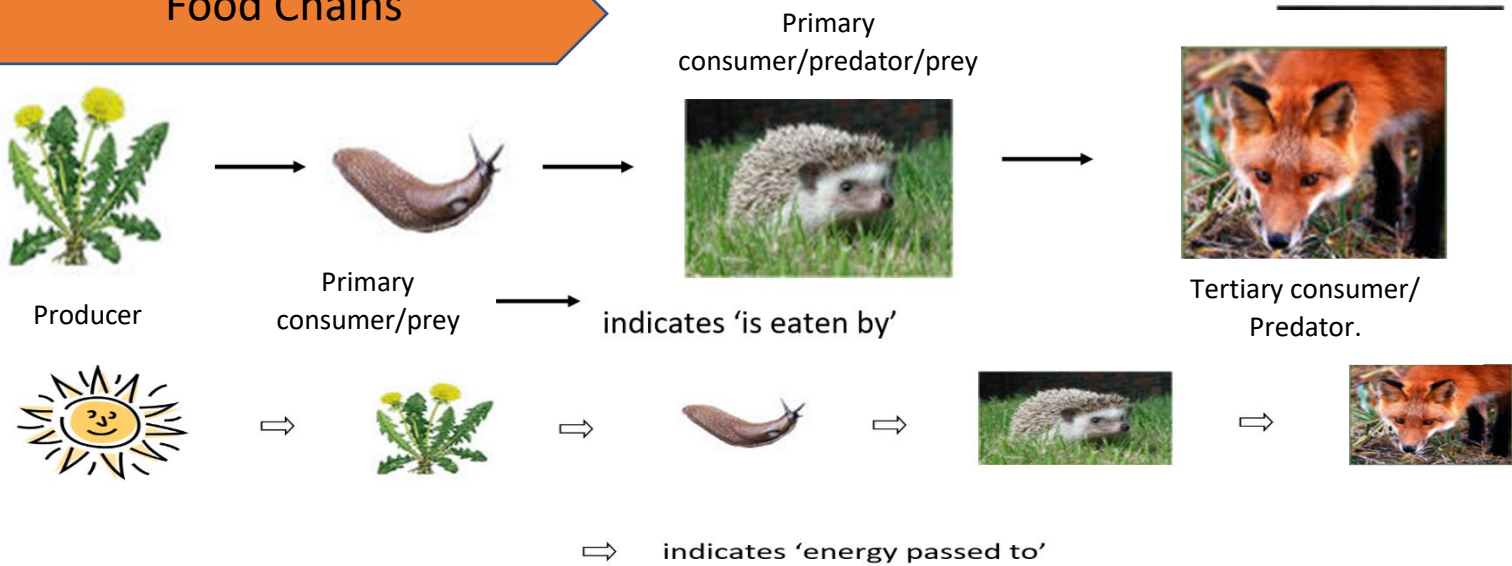 Food Chains
Primary
consumer/predator/prey
Producer
Primary
consumer/prey
indicates ‘is eaten by’
Tertiary consumer/
Predator.
indicates ‘energy passed to’